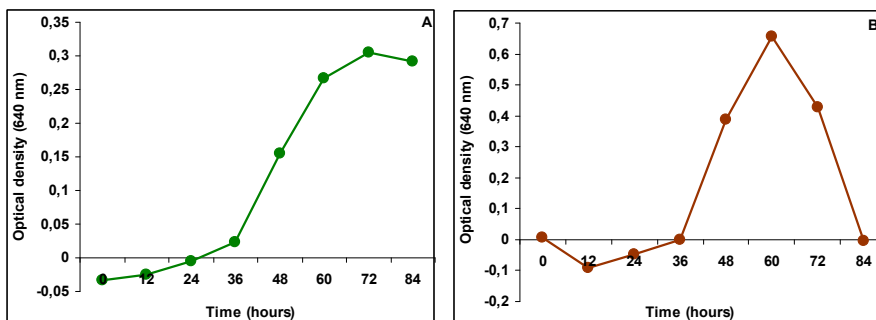 A
0,35
0,3
0,25
0,2
0,15
0,1
0,05
0
-0,05
Optical density (640 nm)
0 12 24 36 48 60 72 84
Time (hours)
B
0,7
0,6
0,5
0,4
0,3
0,2
0,1
0
-0,1
-0,2
Optical density (640 nm)
0 12 24 36 48 60 72 84
Time (hours)